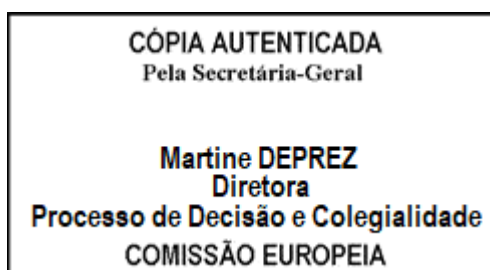 CÓPIA AUTENTICADA
Pela Secretária-Geral
Martine DEPREZ
Diretora
Processo de Decisão e Colegialidade
COMISSÃO EUROPEIA